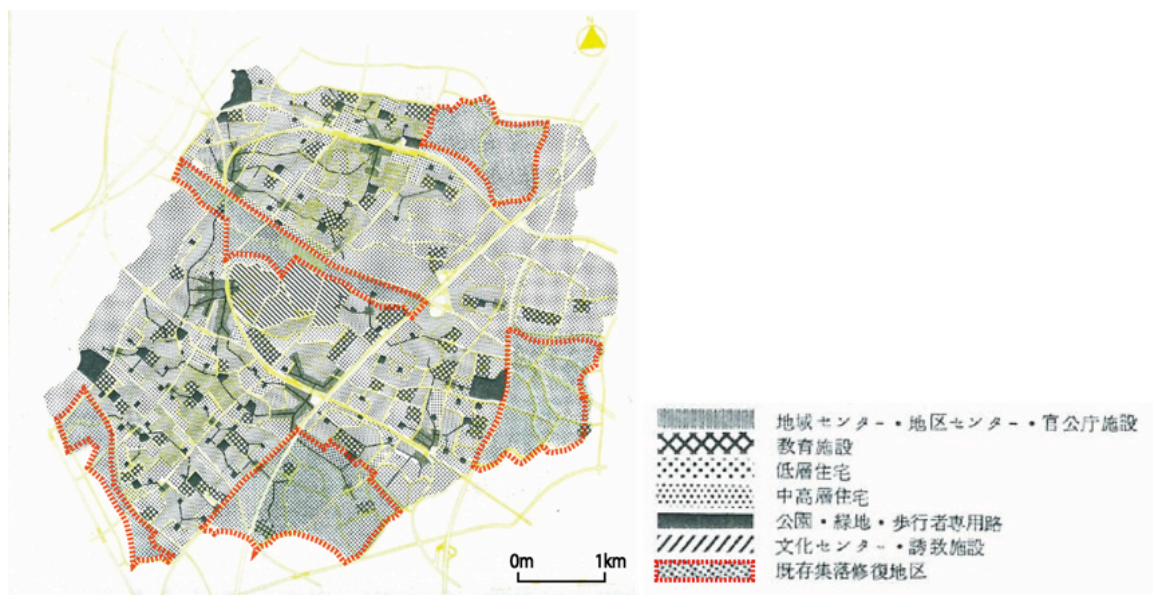 N
0m 1km
地域センター・地区センター・官公庁施設
教育施設
低層住宅
中高層住宅
公園・緑地・歩行者専用路
文化センター・誘致施設
既存集落修復地区